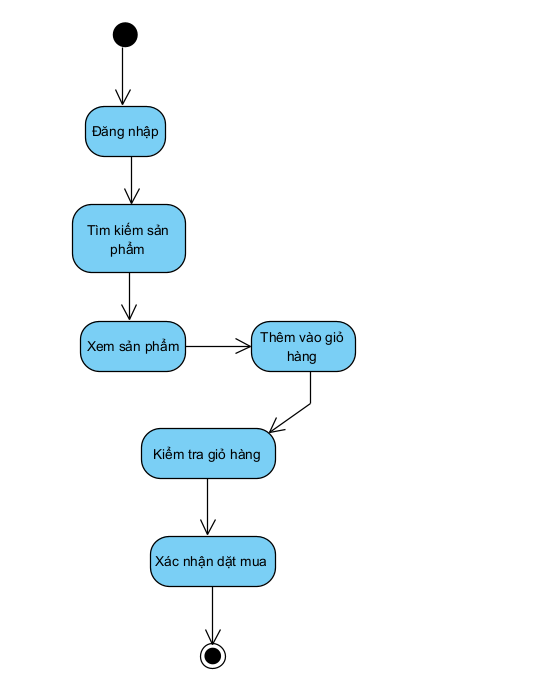 Đăng nhập
Tìm kiếm sản
phẩm
Xem sản phẩm
Thêm vào giỏ
hàng
Kiểm tra giỏ hàng
Xác nhận dặt mua